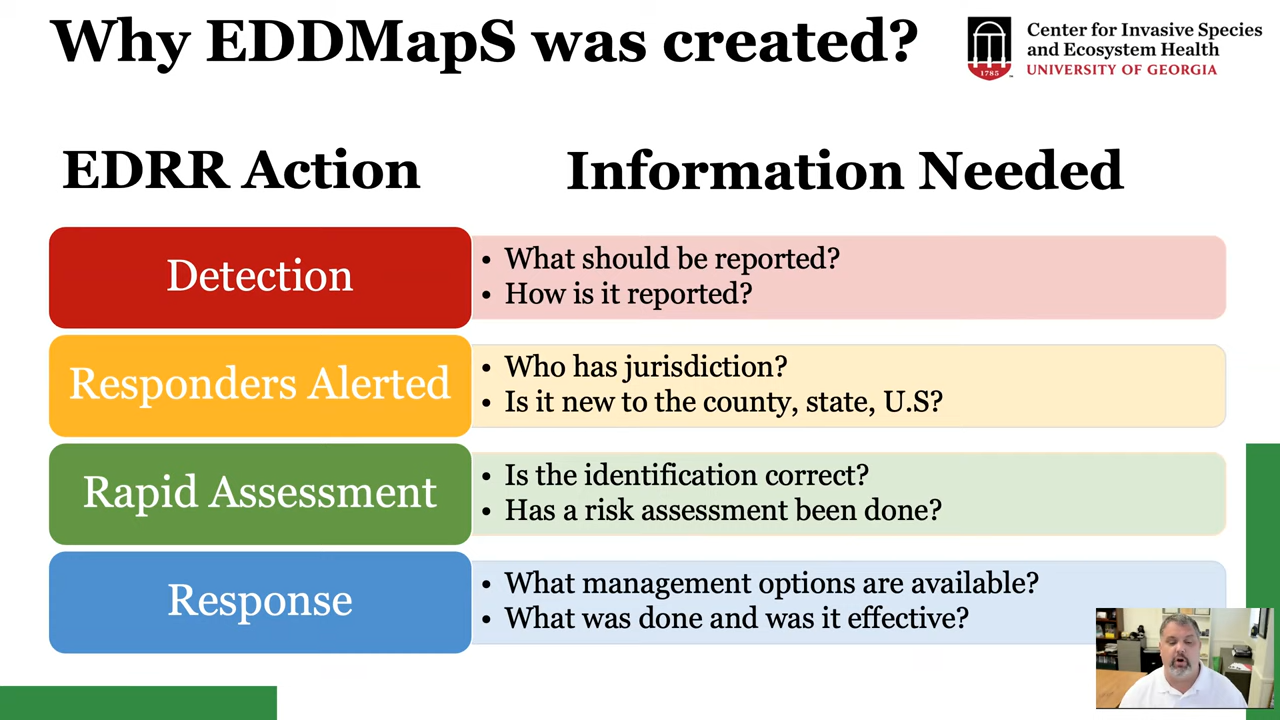 Why EDDMapS was created?
Center for Invasive Species
and Ecosystem Health
UNIVERSITY OF GEORGIA
1785
EDRR Action
Information Needed
Detection
• What should be reported?
• How is it reported?
Responders Alerted
• Who has jurisdiction?
• Is it new to the county, state, U.S?
Rapid Assessment
• Is the identification correct?
• Has a risk assessment been done?
Response
• What management options are available?
• What was done and was it effective?